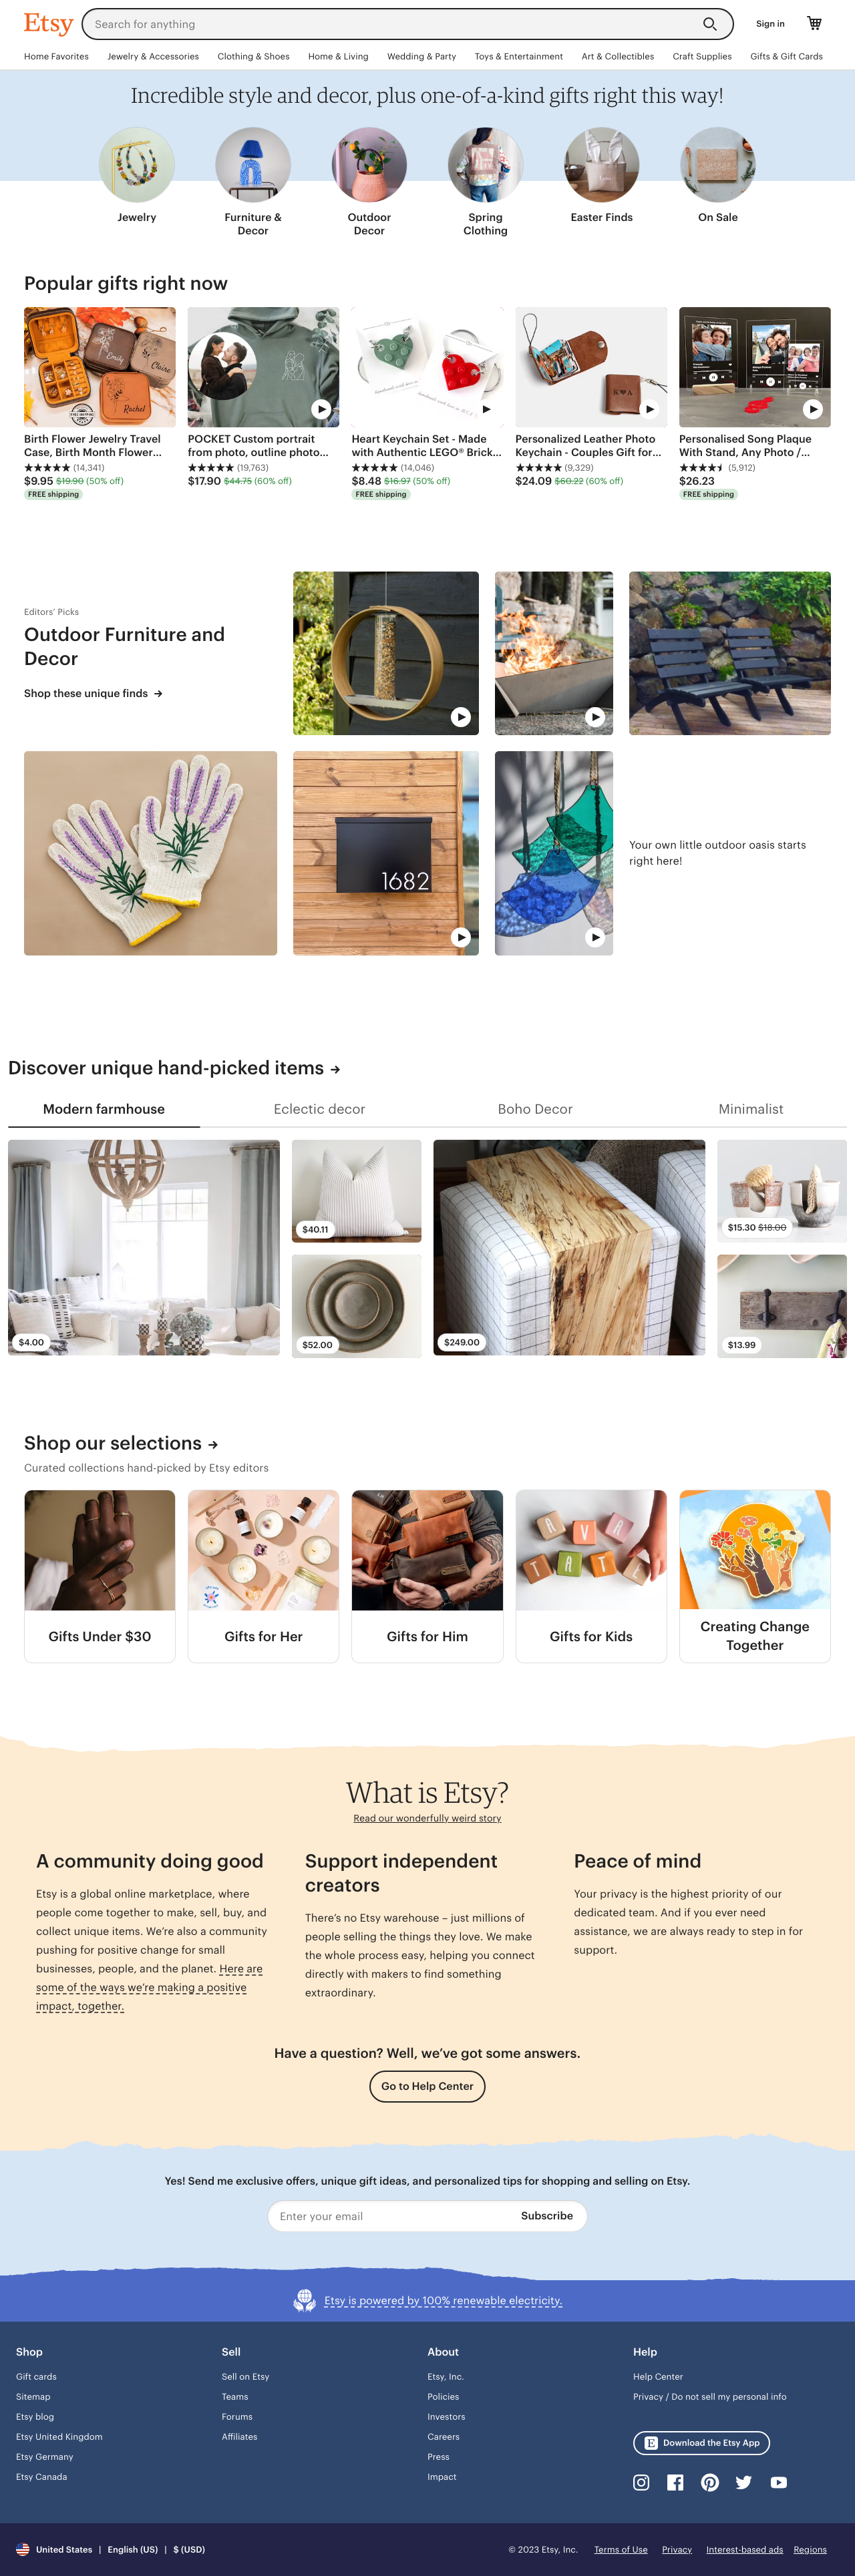 Etsy
Search for anything
Sign in
Home Favorites
Jewelry & Accessories
Clothing & Shoes
Home & Living
Wedding & Party
Toys & Entertainment
Art & Collectibles
Craft Supplies
Gifts & Gift Cards
Incredible style and decor, plus one-of-a-kind gifts right this way!
Jewelry
Furniture &
Decor
Outdoor
Decor
Spring
Clothing
Easter Finds
On Sale
Popular gifts right now
Emily
Claire
Rachel
K ♥ A
Birth Flower Jewelry Travel
Case, Birth Month Flower...
(14,341)
$9.95 $19.90 (50% off)
FREE shipping
POCKET Custom portrait
from photo, outline photo...
(19,763)
$17.90 $44.75 (60% off)
Heart Keychain Set - Made
with Authentic LEGO® Brick...
(14,046)
$8.48 $16.97 (50% off)
FREE shipping
Personalized Leather Photo
Keychain - Couples Gift for...
(9,329)
$24.09 $60.22 (60% off)
Personalised Song Plaque
With Stand, Any Photo /...
(5,912)
$26.23
FREE shipping
Editors' Picks
Outdoor Furniture and
Decor
Shop these unique finds →
1682
Your own little outdoor oasis starts
right here!
Discover unique hand-picked items →
Modern farmhouse
Eclectic decor
Boho Decor
Minimalist
$4.00
$40.11
$52.00
$249.00
$15.30 $18.00
$13.99
Shop our selections →
Curated collections hand-picked by Etsy editors
A V A
T A T E
Gifts Under $30
Gifts for Her
Gifts for Him
Gifts for Kids
Creating Change
Together
What is Etsy?
Read our wonderfully weird story
A community doing good
Etsy is a global online marketplace, where
people come together to make, sell, buy, and
collect unique items. We're also a community
pushing for positive change for small
businesses, people, and the planet. Here are
some of the ways we're making a positive
impact, together.
Support independent
creators
There's no Etsy warehouse – just millions of
people selling the things they love. We make
the whole process easy, helping you connect
directly with makers to find something
extraordinary.
Peace of mind
Your privacy is the highest priority of our
dedicated team. And if you ever need
assistance, we are always ready to step in for
support.
Have a question? Well, we've got some answers.
Go to Help Center
Yes! Send me exclusive offers, unique gift ideas, and personalized tips for shopping and selling on Etsy.
Enter your email
Subscribe
Etsy is powered by 100% renewable electricity.
Shop
Gift cards
Sitemap
Etsy blog
Etsy United Kingdom
Etsy Germany
Etsy Canada
Sell
Sell on Etsy
Teams
Forums
Affiliates
About
Etsy, Inc.
Policies
Investors
Careers
Press
Impact
Help
Help Center
Privacy / Do not sell my personal info
E Download the Etsy App
United States | English (US) | $ (USD)
© 2023 Etsy, Inc.
Terms of Use
Privacy
Interest-based ads
Regions